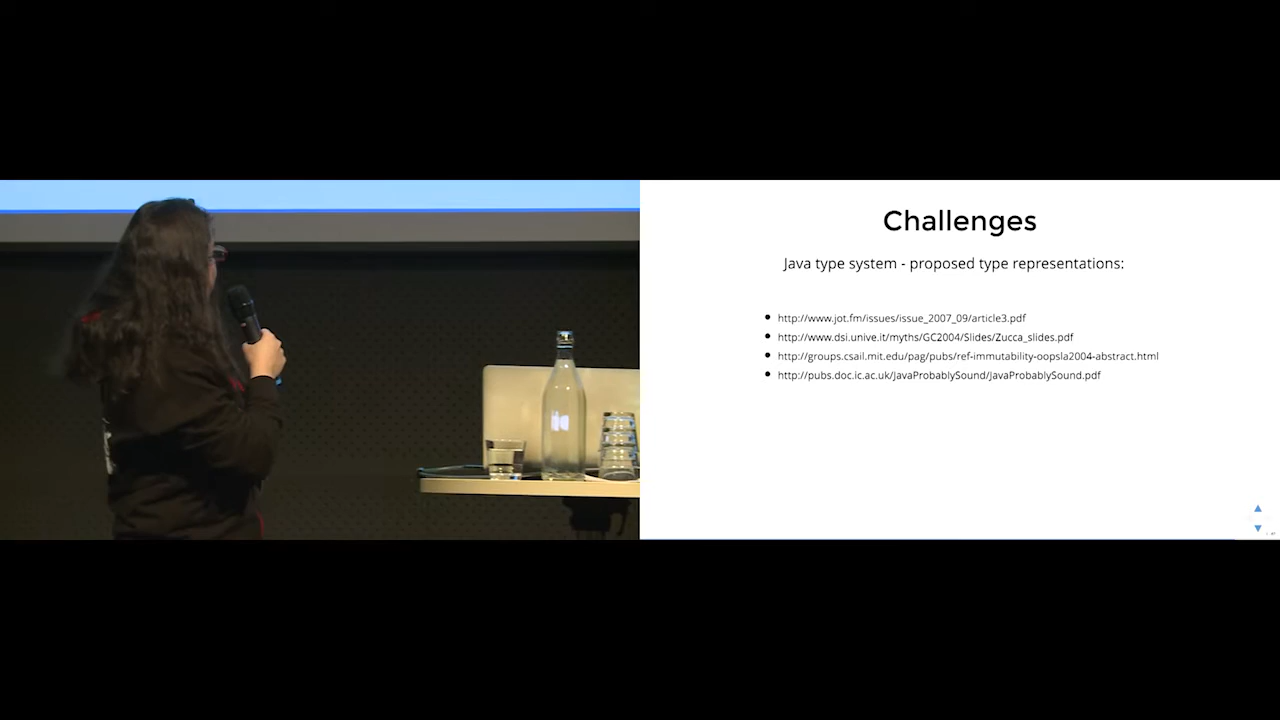 Challenges
Java type system - proposed type representations:
http://www.jot.fm/issues/issue_2007_09/article3.pdf
http://www.dsi.unve.it/myths/GC2004/Slides/Zucca_slides.pdf
http://groups.csail.mit.edu/pag/pubs/ref-immutability-oopsla2004-abstract.html
http://pubs.doc.ic.ac.uk/JavaProbablySound/JavaProbablySound.pdf